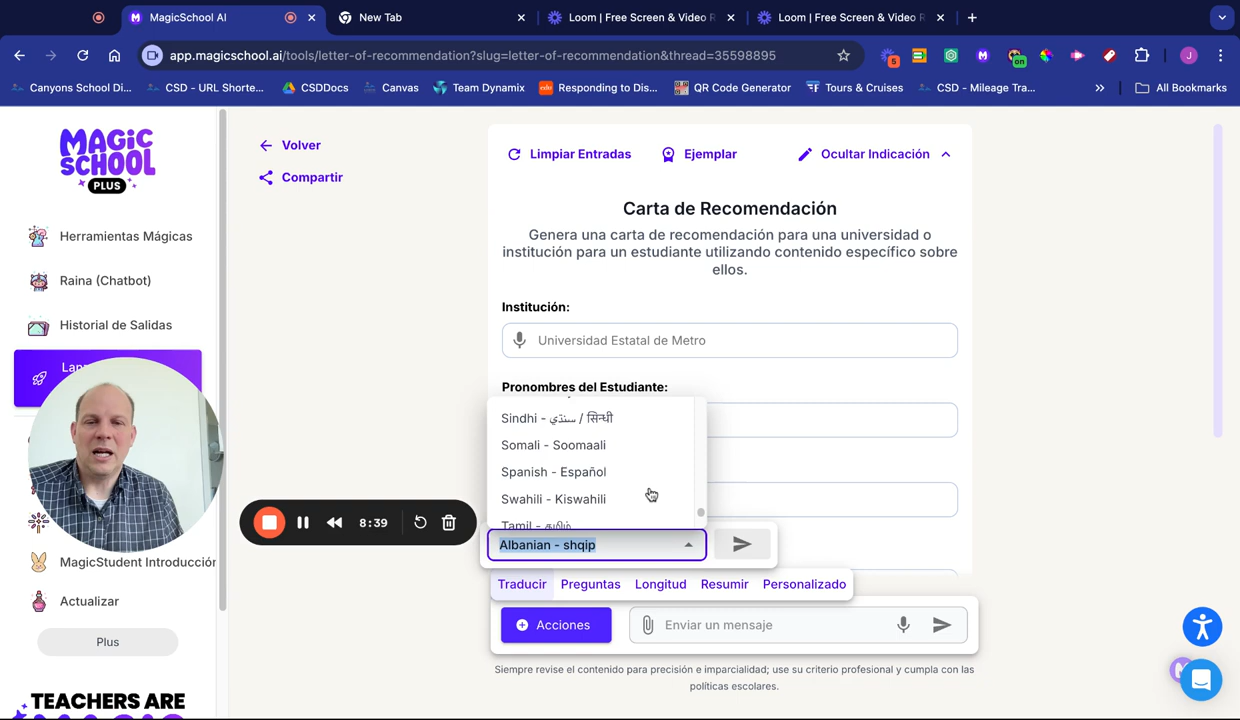 MagicSchool AI
New Tab
Loom | Free Screen & Video R
Loom | Free Screen & Video R
app.magicschool.ai/tools/letter-of-recommendation?slug=letter-of-recommendation&thread=35598895
5
on
J
Canyons School Di...
CSD - URL Shorte...
CSDDocs
Canvas
Team Dynamix
Responding to Dis...
QR Code Generator
Tours & Cruises
CSD - Mileage Tra...
»
All Bookmarks
MAGIC
SCHOOL
PLUS
Herramientas Mágicas
Raina (Chatbot)
Historial de Salidas
MagicStudent Introducción
Actualizar
Plus
TEACHERS ARE
Volver
Compartir
Limpiar Entradas
Ejemplar
Ocultar Indicación
Carta de Recomendación
Genera una carta de recomendación para una universidad o
institución para un estudiante utilizando contenido específico sobre
ellos.
Institución:
Universidad Estatal de Metro
Pronombres del Estudiante:
Sindhi - سنڌي / सिन्धी
Somali - Soomaali
Spanish - Español
Swahili - Kiswahili
Tamil - தமிழ்
Albanian - shqip
8:39
Traducir
Preguntas
Longitud
Resumir
Personalizado
Acciones
Enviar un mensaje
Siempre revise el contenido para precisión e imparcialidad; use su criterio profesional y cumpla con las
políticas escolares.